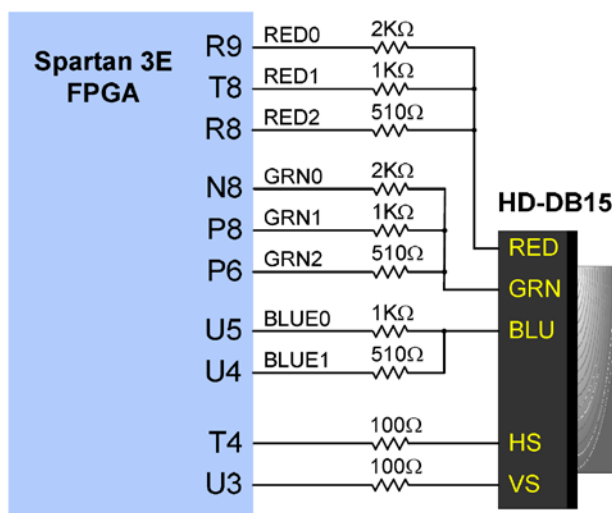 Spartan 3E
FPGA
R9 RED0 2KΩ
T8 RED1 1KΩ
R8 RED2 510Ω
N8 GRN0 2KΩ
P8 GRN1 1KΩ
P6 GRN2 510Ω
U5 BLUE0 1KΩ
U4 BLUE1 510Ω
T4 100Ω
U3 100Ω
HD-DB15
RED
GRN
BLU
HS
VS